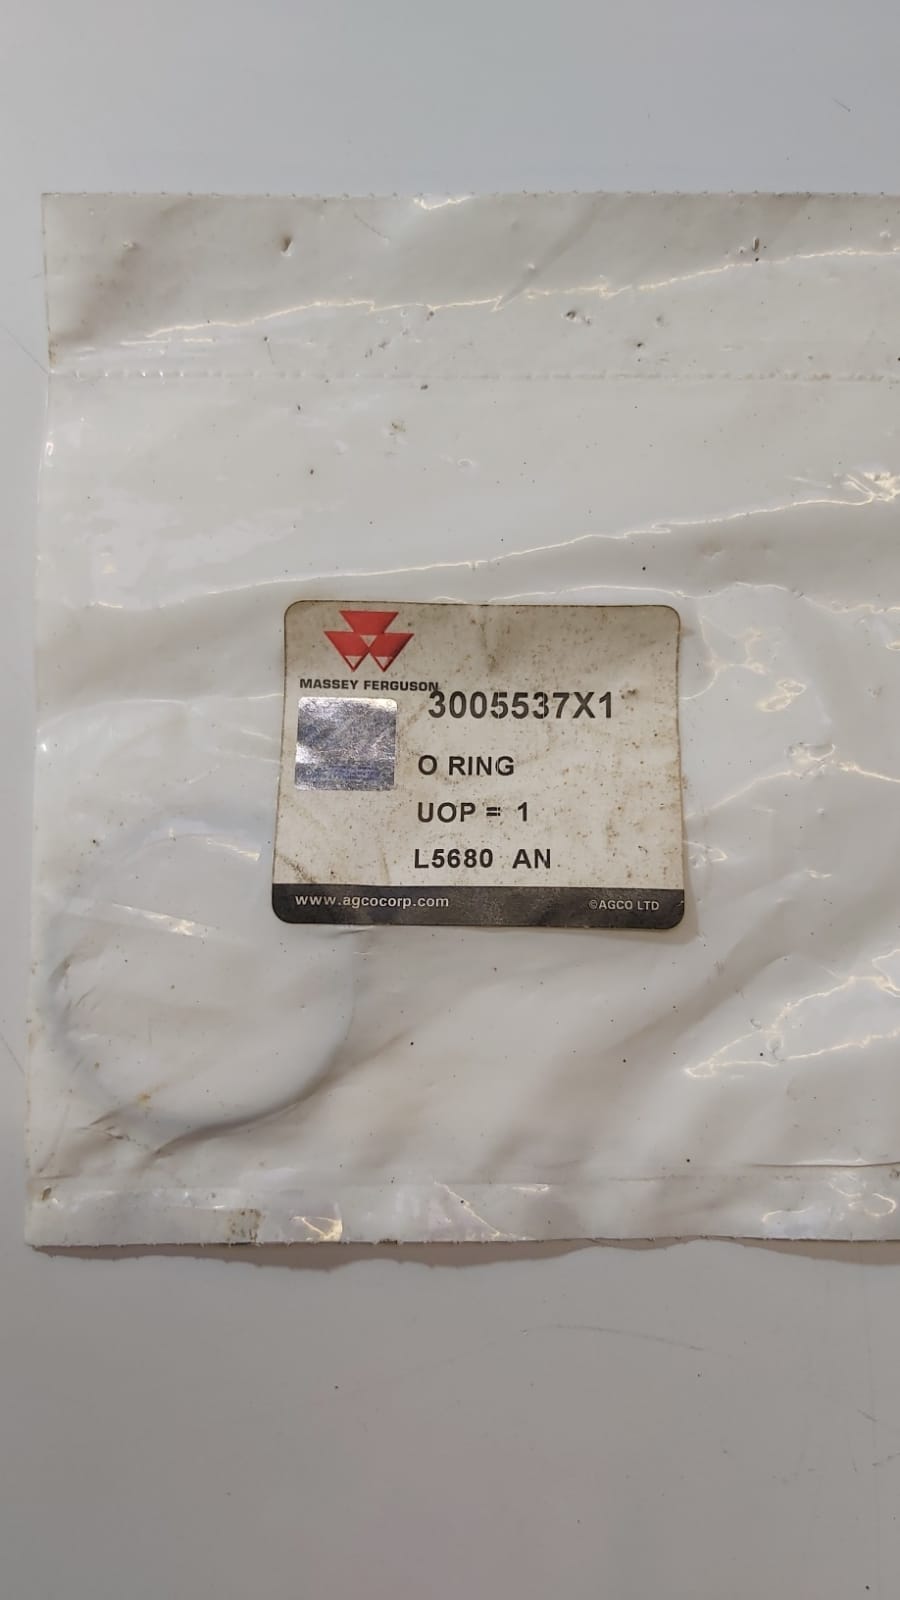 MASSEY FERGUSON
3005537X1
O RING
UOP = 1
L5680 AN
www.agcocorp.com
©AGCO LTD